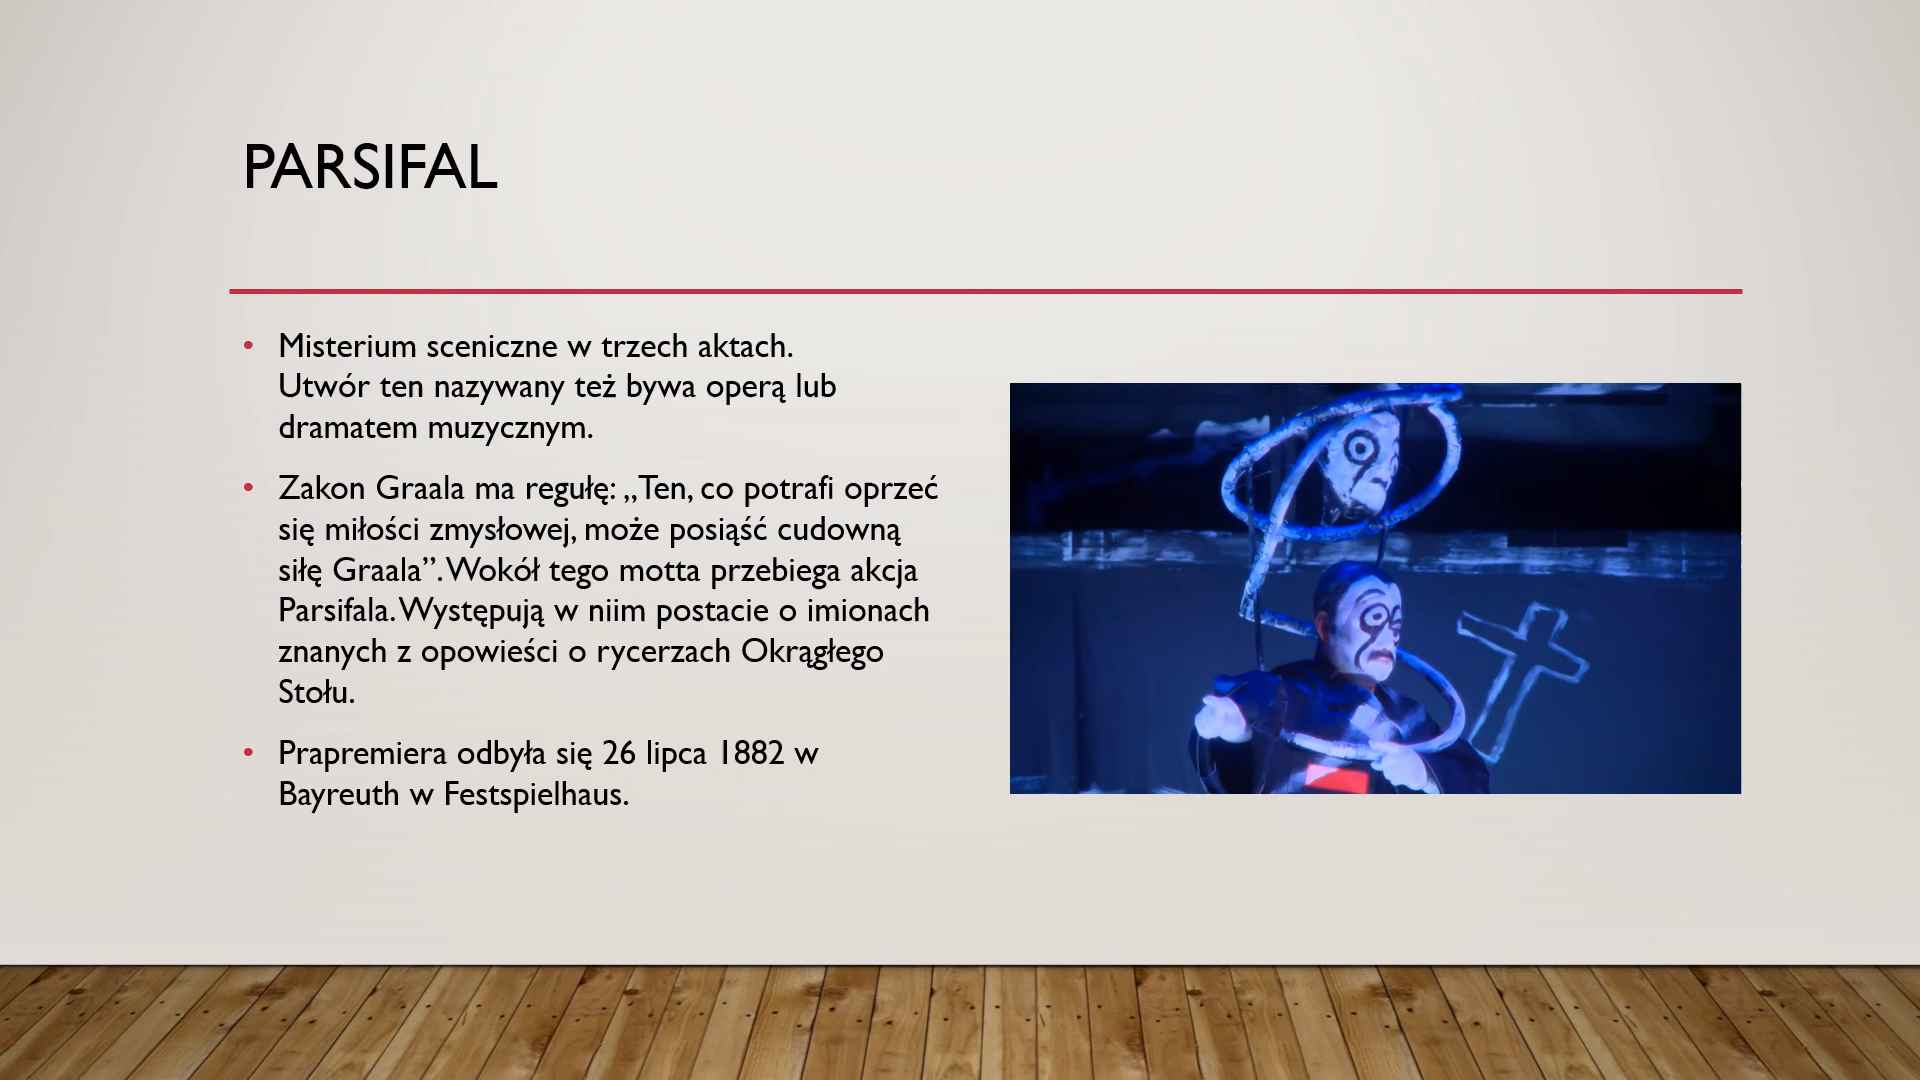 PARSIFAL
• Misterium sceniczne w trzech aktach.
Utwór ten nazywany też bywa operą lub
dramatem muzycznym.
• Zakon Graala ma regułę: „Ten, co potrafi oprzeć
się miłości zmysłowej, może posiąść cudowną
siłę Graala”. Wokół tego motta przebiega akcja
Parsifala. Występują w niim postacie o imionach
znanych z opowieści o rycerzach Okrągłego
Stołu.
• Prapremiera odbyła się 26 lipca 1882 w
Bayreuth w Festspielhaus.